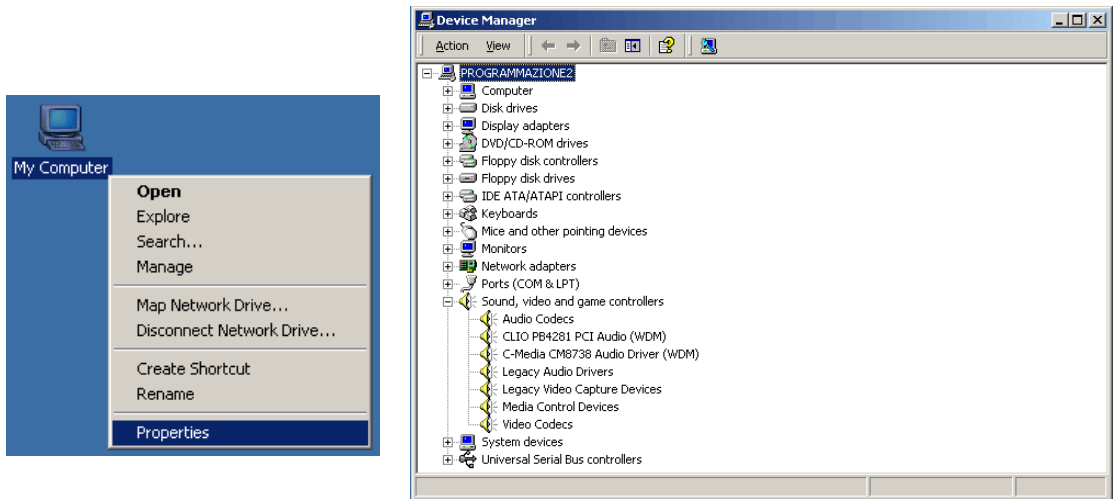 My Computer
Open
Explore
Search...
Manage
Map Network Drive...
Disconnect Network Drive...
Create Shortcut
Rename
Properties
Device Manager
Action View
PROGRAMMAZIONE2
Computer
Disk drives
Display adapters
DVD/CD-ROM drives
Floppy disk controllers
Floppy disk drives
IDE ATA/ATAPI controllers
Keyboards
Mice and other pointing devices
Monitors
Network adapters
Ports (COM & LPT)
Sound, video and game controllers
Audio Codecs
CLIO PB4281 PCI Audio (WDM)
C-Media CM8738 Audio Driver (WDM)
Legacy Audio Drivers
Legacy Video Capture Devices
Media Control Devices
Video Codecs
System devices
Universal Serial Bus controllers